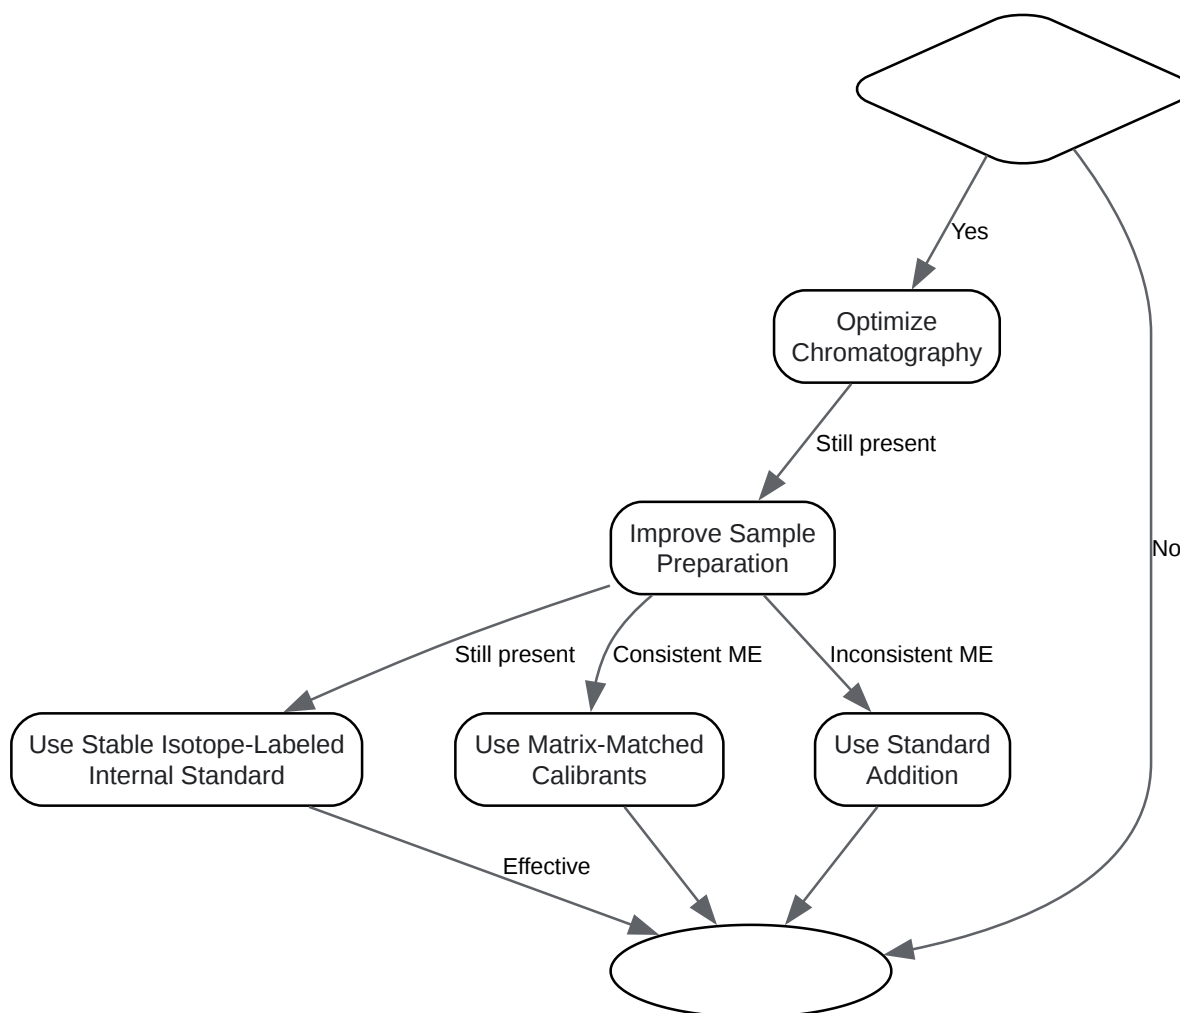 Yes
Optimize
Chromatography
Still present
Improve Sample
Preparation
No
Still present
Consistent ME
Inconsistent ME
Use Stable Isotope-Labeled
Internal Standard
Use Matrix-Matched
Calibrants
Use Standard
Addition
Effective